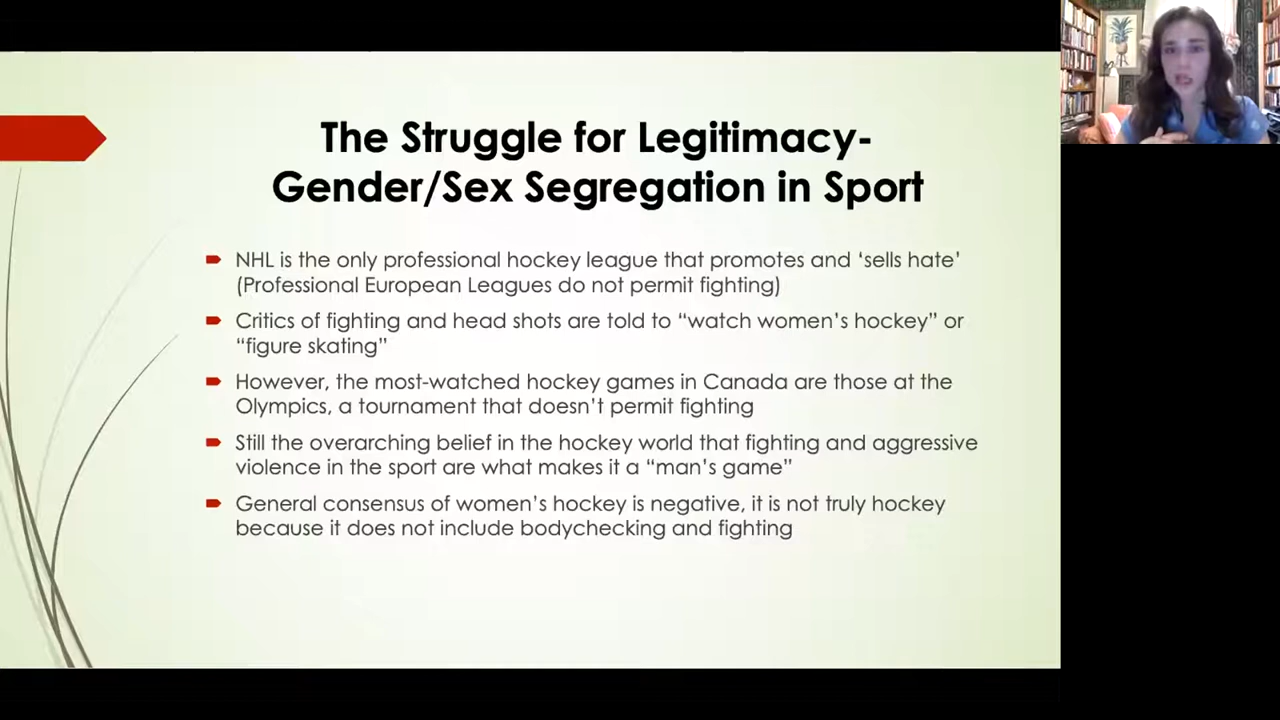 The Struggle for Legitimacy-
Gender/Sex Segregation in Sport
NHL is the only professional hockey league that promotes and ‘sells hate’
(Professional European Leagues do not permit fighting)
Critics of fighting and head shots are told to “watch women’s hockey” or
“figure skating”
However, the most-watched hockey games in Canada are those at the
Olympics, a tournament that doesn’t permit fighting
Still the overarching belief in the hockey world that fighting and aggressive
violence in the sport are what makes it a “man’s game”
General consensus of women’s hockey is negative, it is not truly hockey
because it does not include bodychecking and fighting